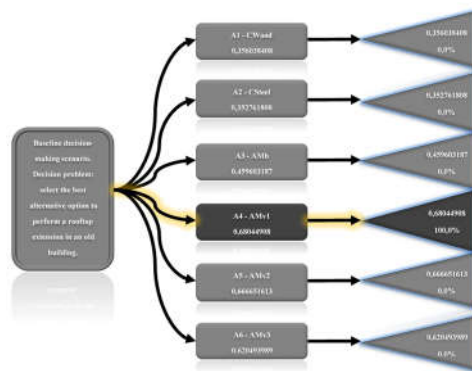 Baseline decision-
making scenario.
Decision problem:
select the best
alternative option to
perform a rooftop
extension in an old
building.
A1 - CWood
0,356038408
0,356038408
0,0%
A2 - CSteel
0,352761808
0,352761808
0,0%
A3 - AMh
0,459603187
0,459603187
0,0%
A4 - AMv1
0,68044908
0,68044908
100,0%
A5 - AMv2
0,666651613
0,666651613
0,0%
A6 - AMv3
0,620493989
0,620493989
0,0%